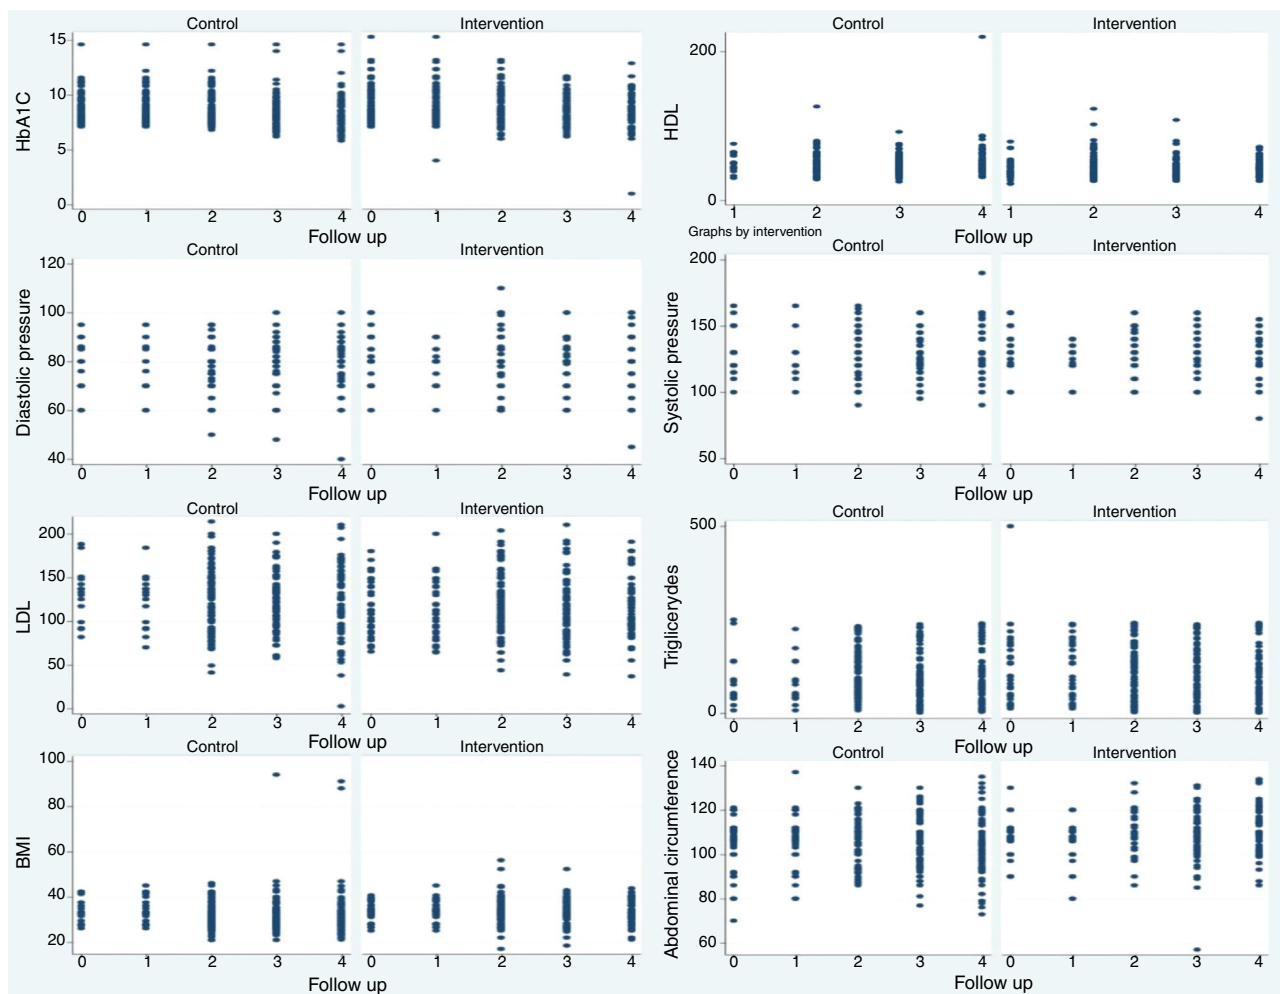 Control Intervention
HbA1C
15
10
5
0
0 1 2 3 4 0 1 2 3 4
Follow up
Control Intervention
HDL
200
100
0
1 2 3 4 1 2 3 4
Follow up
Graphs by intervention
Control Intervention
Diastolic pressure
120
100
80
60
40
0 1 2 3 4 0 1 2 3 4
Follow up
Control Intervention
Systolic pressure
200
150
100
50
0 1 2 3 4 0 1 2 3 4
Follow up
Control Intervention
LDL
200
150
100
50
0
0 1 2 3 4 0 1 2 3 4
Follow up
Control Intervention
Triglicerydes
500
0
0 1 2 3 4 0 1 2 3 4
Follow up
Control Intervention
BMI
100
80
60
40
20
0 1 2 3 4 0 1 2 3 4
Follow up
Control Intervention
Abdominal circumference
140
120
100
80
60
0 1 2 3 4 0 1 2 3 4
Follow up